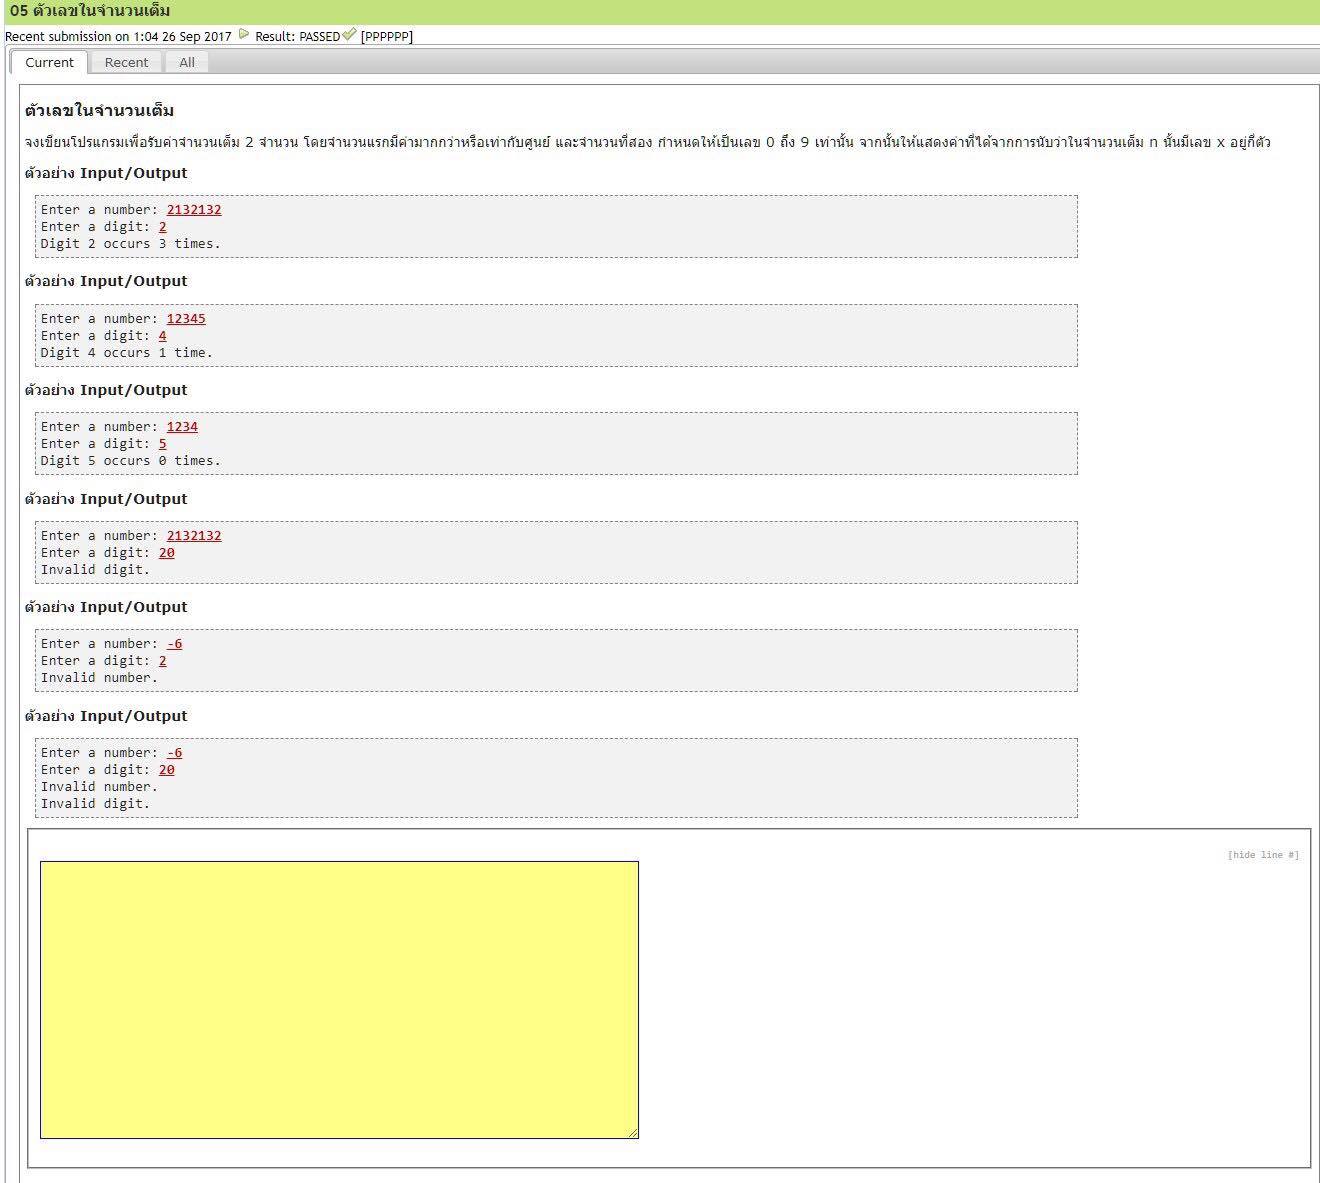 05 ตัวเลขในจำนวนเต็ม
Recent submission on 1:04 26 Sep 2017 Result: PASSED [PPPPPP]
Current Recent All
ตัวเลขในจำนวนเต็ม
จงเขียนโปรแกรมเพื่อรับค่าจำนวนเต็ม 2 จำนวน โดยจำนวนแรกมีค่ามากกว่าหรือเท่ากับศูนย์ และจำนวนที่สอง กำหนดให้เป็นเลข 0 ถึง 9 เท่านั้น จากนั้นให้แสดงค่าที่ได้จากการนับว่าในจำนวนเต็ม n นั้นมีเลข x อยู่กี่ตัว
ตัวอย่าง Input/Output
Enter a number: 2132132
Enter a digit: 2
Digit 2 occurs 3 times.
ตัวอย่าง Input/Output
Enter a number: 12345
Enter a digit: 4
Digit 4 occurs 1 time.
ตัวอย่าง Input/Output
Enter a number: 1234
Enter a digit: 5
Digit 5 occurs 0 times.
ตัวอย่าง Input/Output
Enter a number: 2132132
Enter a digit: 20
Invalid digit.
ตัวอย่าง Input/Output
Enter a number: -6
Enter a digit: 2
Invalid number.
ตัวอย่าง Input/Output
Enter a number: -6
Enter a digit: 20
Invalid number.
Invalid digit.
[hide line #]